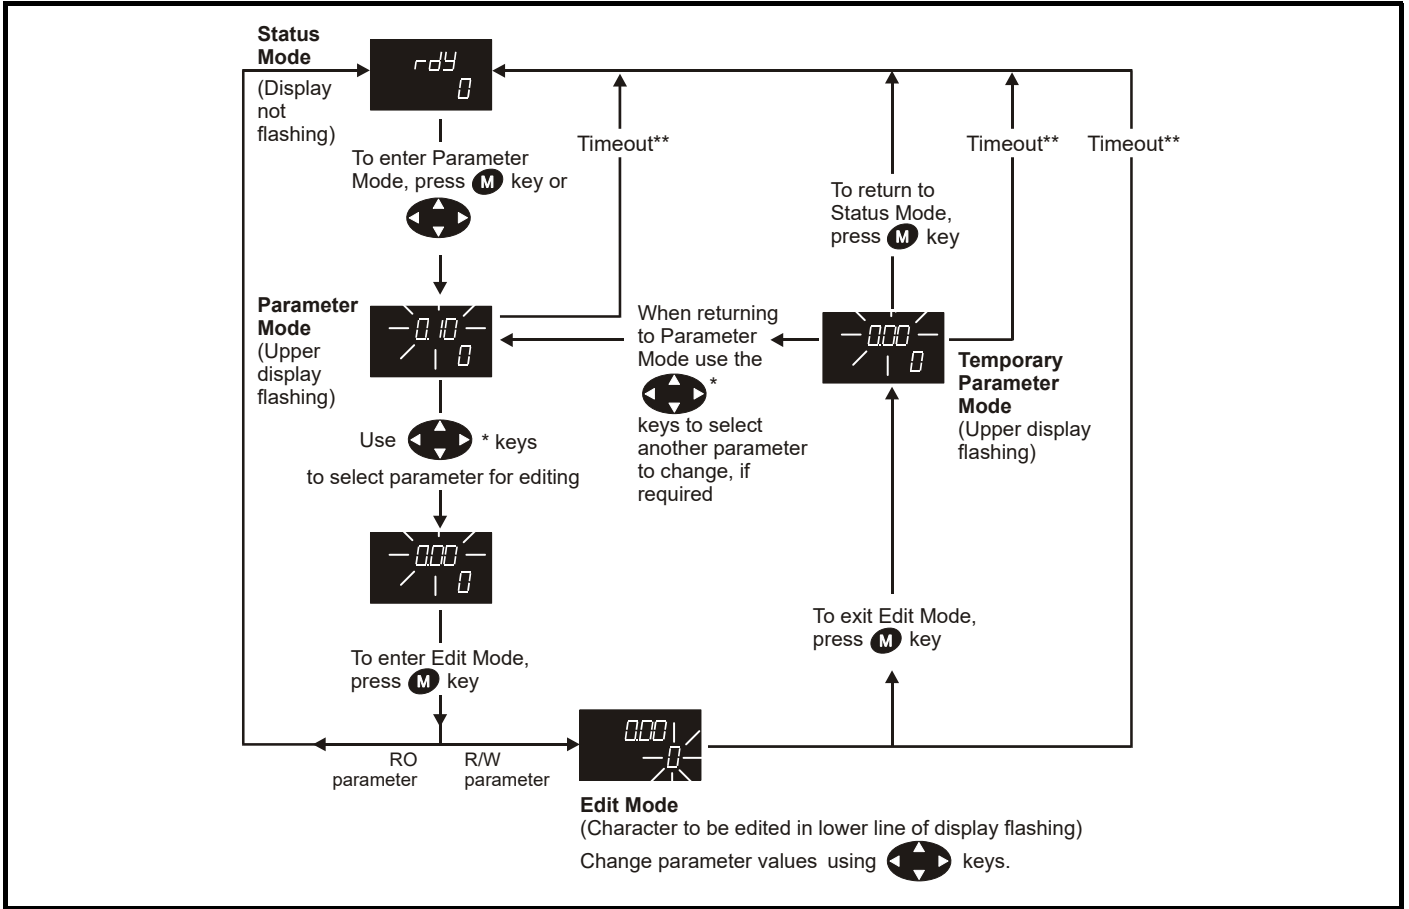 Status
Mode
(Display
not
flashing)
rdY
0
To enter Parameter
Mode, press M key or
Timeout**
Timeout**
Timeout**
To return to
Status Mode,
press M key
Parameter
Mode
(Upper
display
flashing)
0.10
0
When returning
to Parameter
Mode use the
*
keys to select
another parameter
to change, if
required
0.00
0
Temporary
Parameter
Mode
(Upper display
flashing)
Use * keys
to select parameter for editing
0.00
0
To enter Edit Mode,
press M key
To exit Edit Mode,
press M key
RO
parameter
R/W
parameter
0.00
0
Edit Mode
(Character to be edited in lower line of display flashing)
Change parameter values using keys.